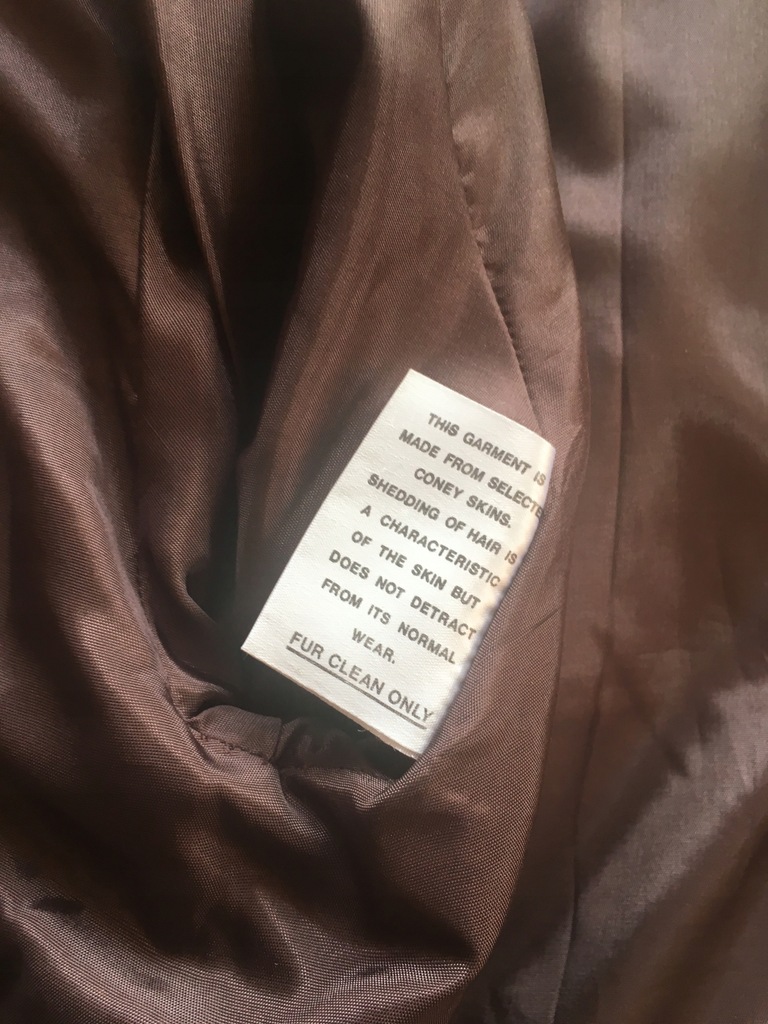 THIS GARMENT IS
MADE FROM SELECTE
CONEY SKINS.
SHEDDING OF HAIR IS
A CHARACTERISTIC
OF THE SKIN BUT
DOES NOT DETRACT
FROM ITS NORMAL
WEAR.
FUR CLEAN ONLY